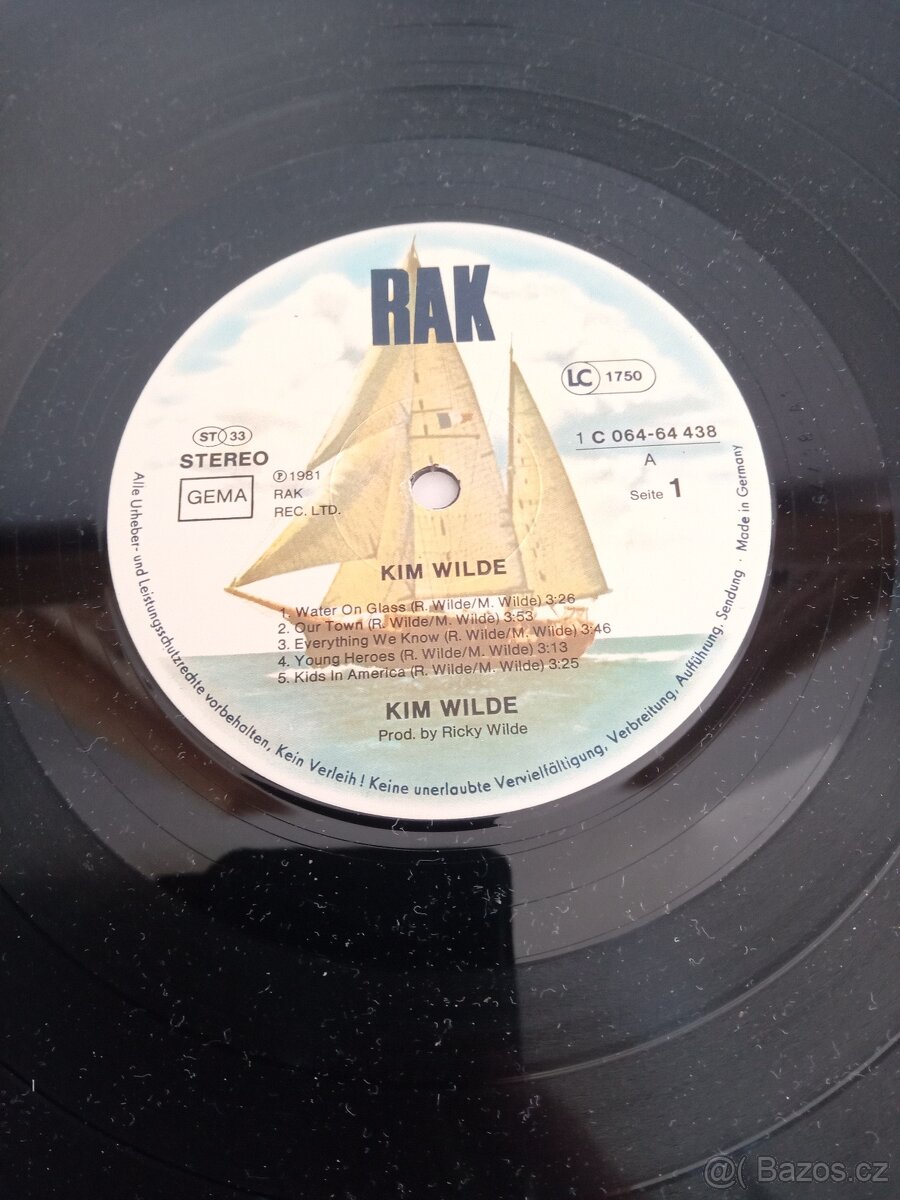 RAK
LC 1750
ST 33
STEREO
GEMA
℗ 1981
RAK
REC. LTD.
1 C 064-64 438
A
Seite 1
KIM WILDE
1. Water On Glass (R. Wilde/M. Wilde) 3:26
2. Our Town (R. Wilde/M. Wilde) 3:53
3. Everything We Know (R. Wilde/M. Wilde) 3:46
4. Young Heroes (R. Wilde/M. Wilde) 3:13
5. Kids In America (R. Wilde/M. Wilde) 3:25
KIM WILDE
Prod. by Ricky Wilde
Alle Urheber- und Leistungsschutzrechte vorbehalten, Kein Verleih! Keine unerlaubte Vervielfältigung, Verbreitung, Aufführung, Sendung · Made in Germany
@( Bazos.cz